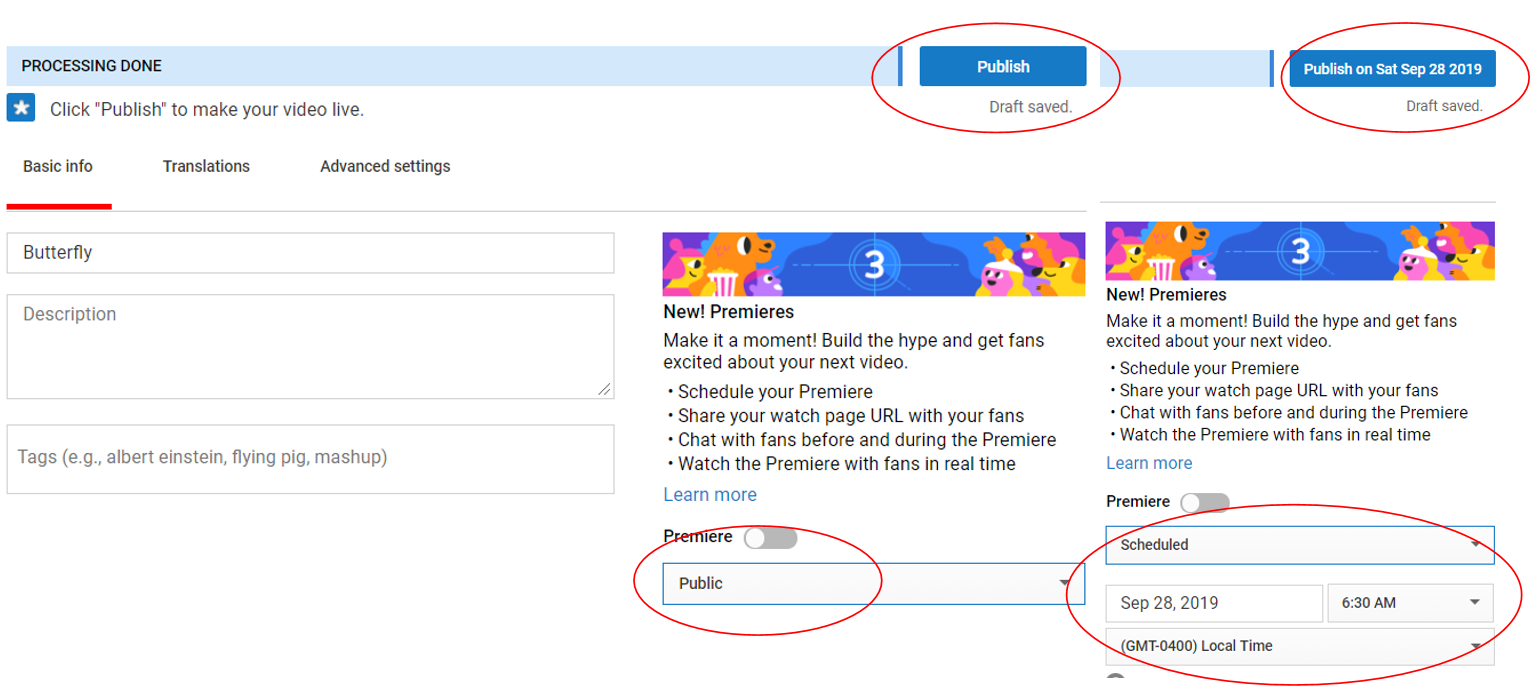 PROCESSING DONE
Publish
Publish on Sat Sep 28 2019
Click "Publish" to make your video live.
Draft saved.
Draft saved.
Basic info
Translations
Advanced settings
Butterfly
Description
Tags (e.g., albert einstein, flying pig, mashup)
3
New! Premieres
Make it a moment! Build the hype and get fans
excited about your next video.
• Schedule your Premiere
• Share your watch page URL with your fans
• Chat with fans before and during the Premiere
• Watch the Premiere with fans in real time
Learn more
Premiere
Public
3
New! Premieres
Make it a moment! Build the hype and get fans
excited about your next video.
• Schedule your Premiere
• Share your watch page URL with your fans
• Chat with fans before and during the Premiere
• Watch the Premiere with fans in real time
Learn more
Premiere
Scheduled
Sep 28, 2019
6:30 AM
(GMT-0400) Local Time